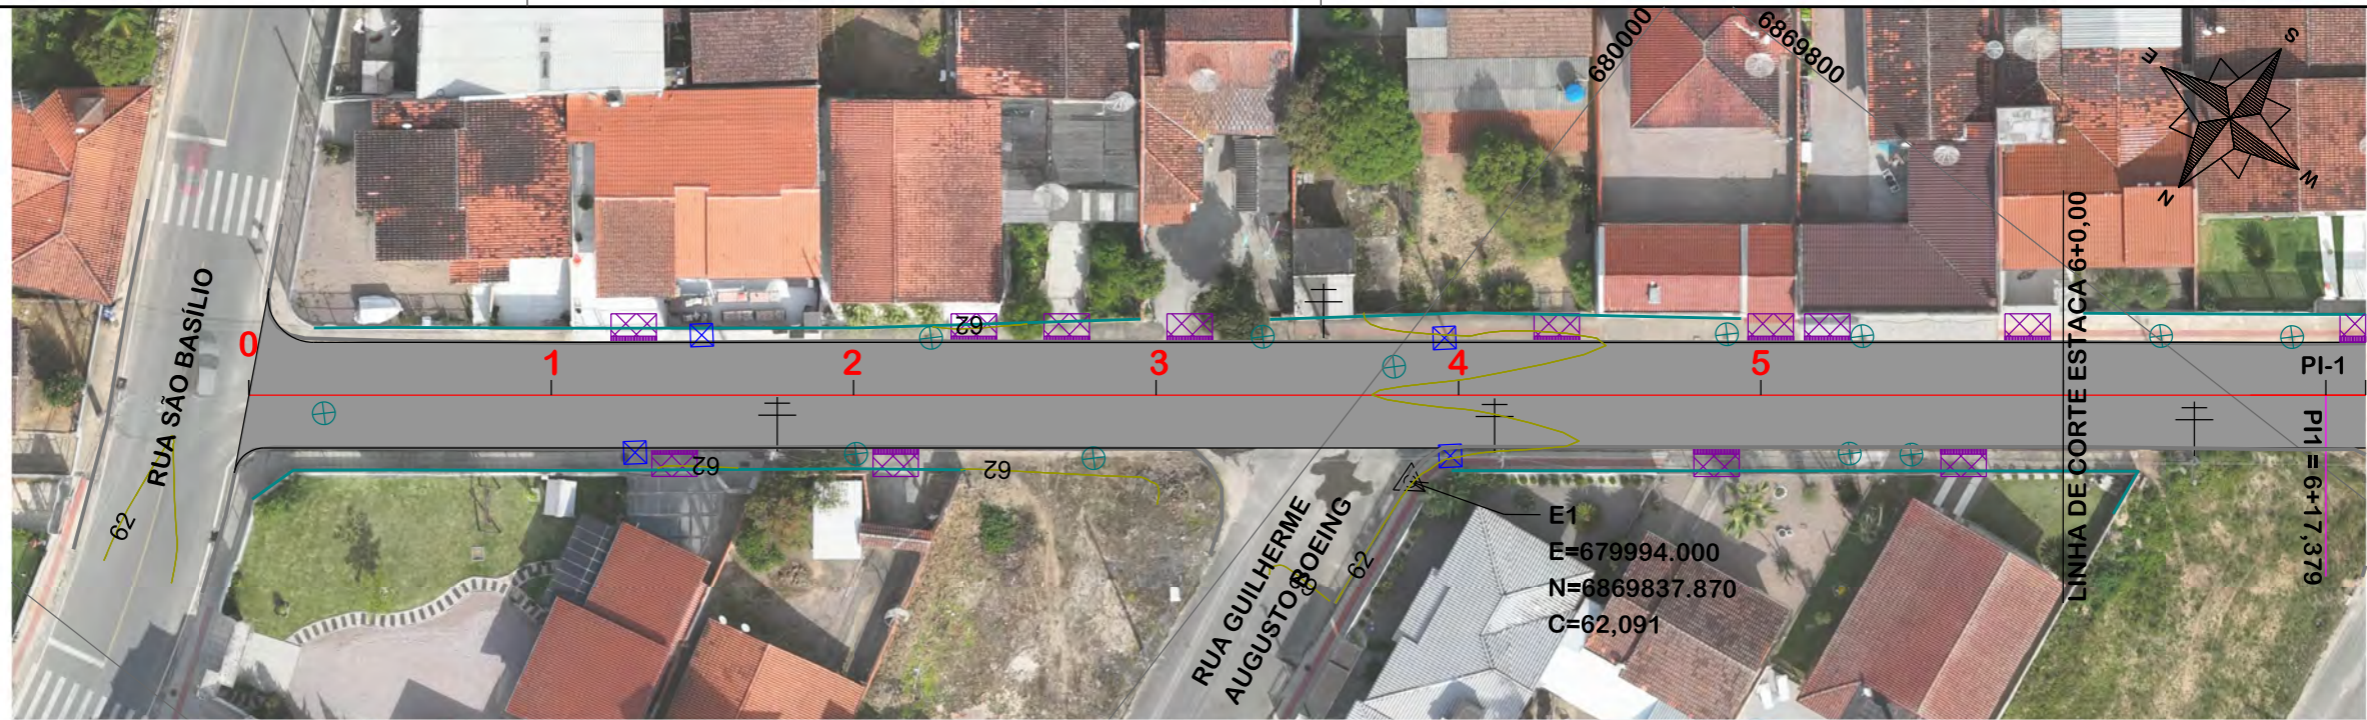 680000
6869800
S
E
W
N
RUA SÃO BASÍLIO
0
1
2
3
4
5
62
62
62
62
62
PI-1
PI1 = 6+17,379
LINHA DE CORTE ESTACA 6+0,00
RUA GUILHERME
AUGUSTO BOEING
E1
E=679994.000
N=6869837.870
C=62,091